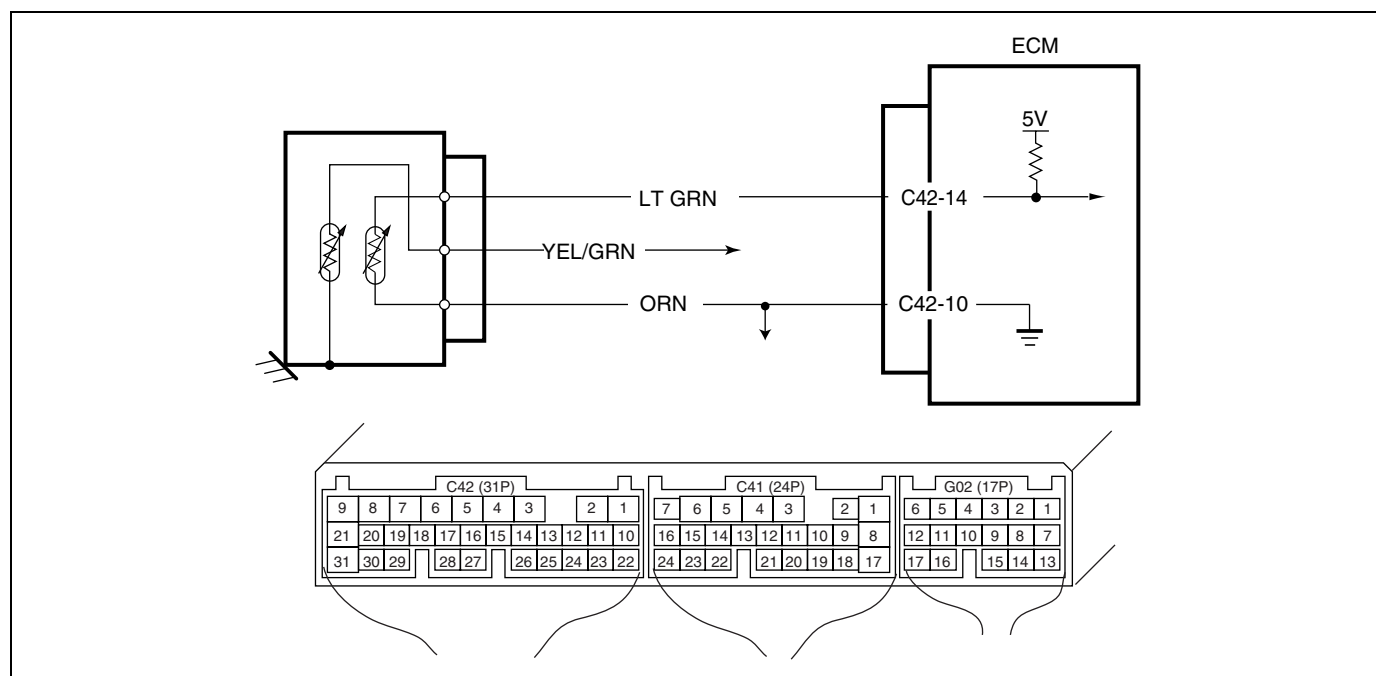 ECM
5V
LT GRN C42-14
YEL/GRN
ORN C42-10
C42 (31P) C41 (24P) G02 (17P)
9 8 7 6 5 4 3 2 1 7 6 5 4 3 2 1 6 5 4 3 2 1
21 20 19 18 17 16 15 14 13 12 11 10 16 15 14 13 12 11 10 9 8 12 11 10 9 8 7
31 30 29 28 27 26 25 24 23 22 24 23 22 21 20 19 18 17 17 16 15 14 13